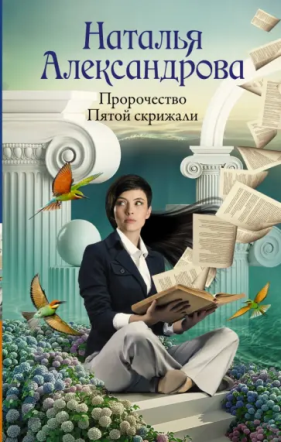 Наталья
Александрова
Пророчество
Пятой скрижали